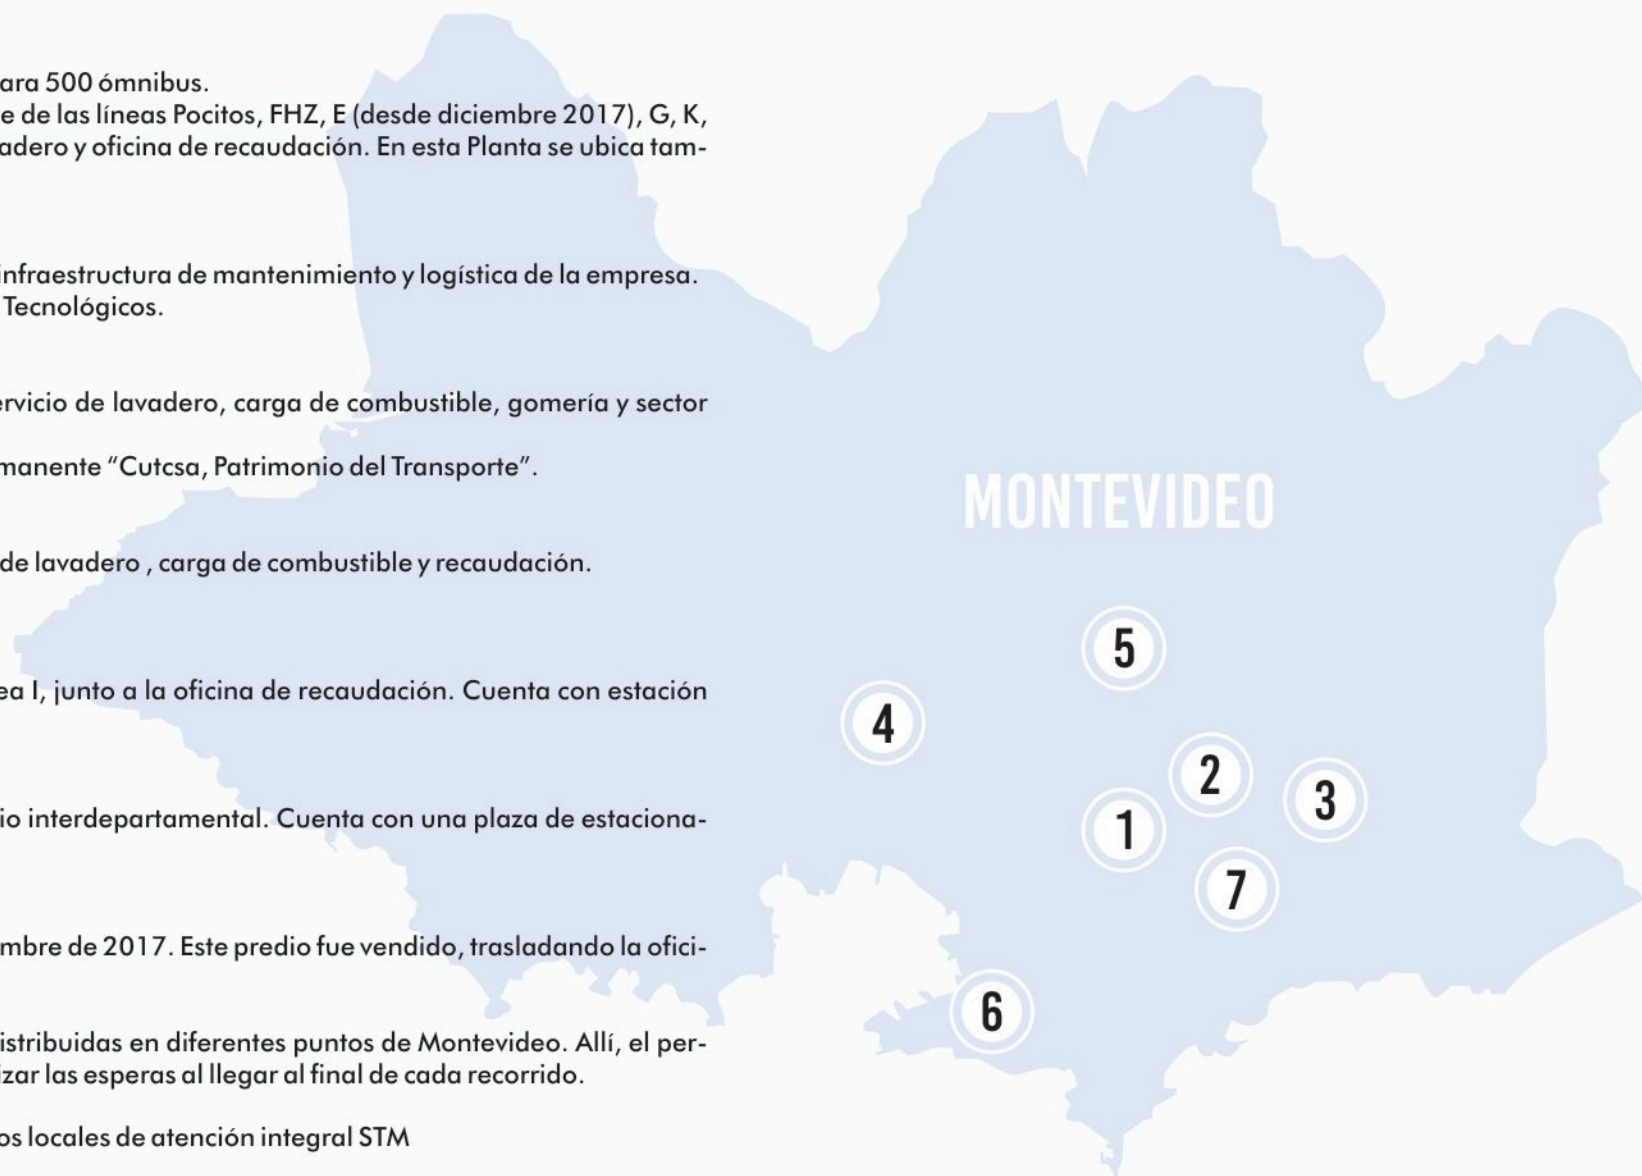 ara 500 ómnibus.
e de las líneas Pocitos, FHZ, E (desde diciembre 2017), G, K,
adero y oficina de recaudación. En esta Planta se ubica tam-
infraestructura de mantenimiento y logística de la empresa.
Tecnológicos.
ervicio de lavadero, carga de combustible, gomería y sector
manente “Cutcsa, Patrimonio del Transporte”.
MONTEVIDEO
de lavadero , carga de combustible y recaudación.
5
ea I, junto a la oficina de recaudación. Cuenta con estación
4
2
3
io interdepartamental. Cuenta con una plaza de estaciona-
1
7
mbre de 2017. Este predio fue vendido, trasladando la ofici-
6
istribuidas en diferentes puntos de Montevideo. Allí, el per-
izar las esperas al llegar al final de cada recorrido.
os locales de atención integral STM